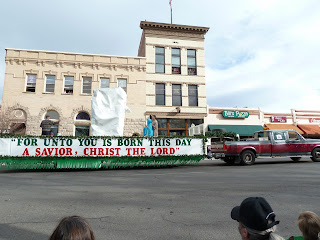 "FOR UNTO YOU IS BORN THIS DAY
A SAVIOR, CHRIST THE LORD"